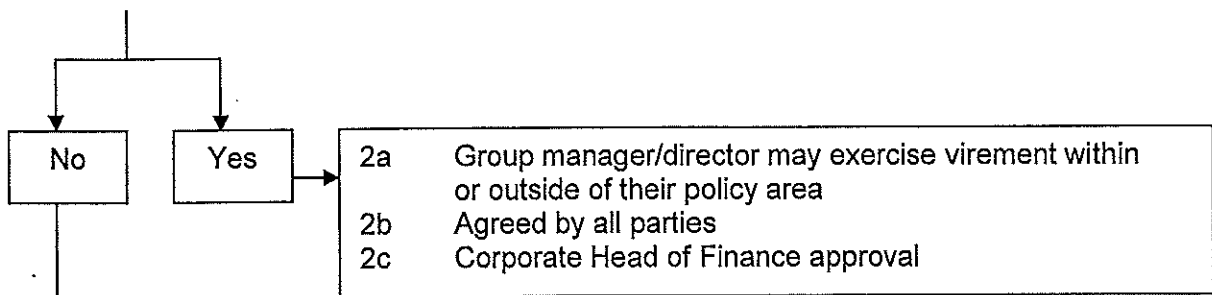 No
Yes
2a Group manager/director may exercise virement within
or outside of their policy area
2b Agreed by all parties
2c Corporate Head of Finance approval